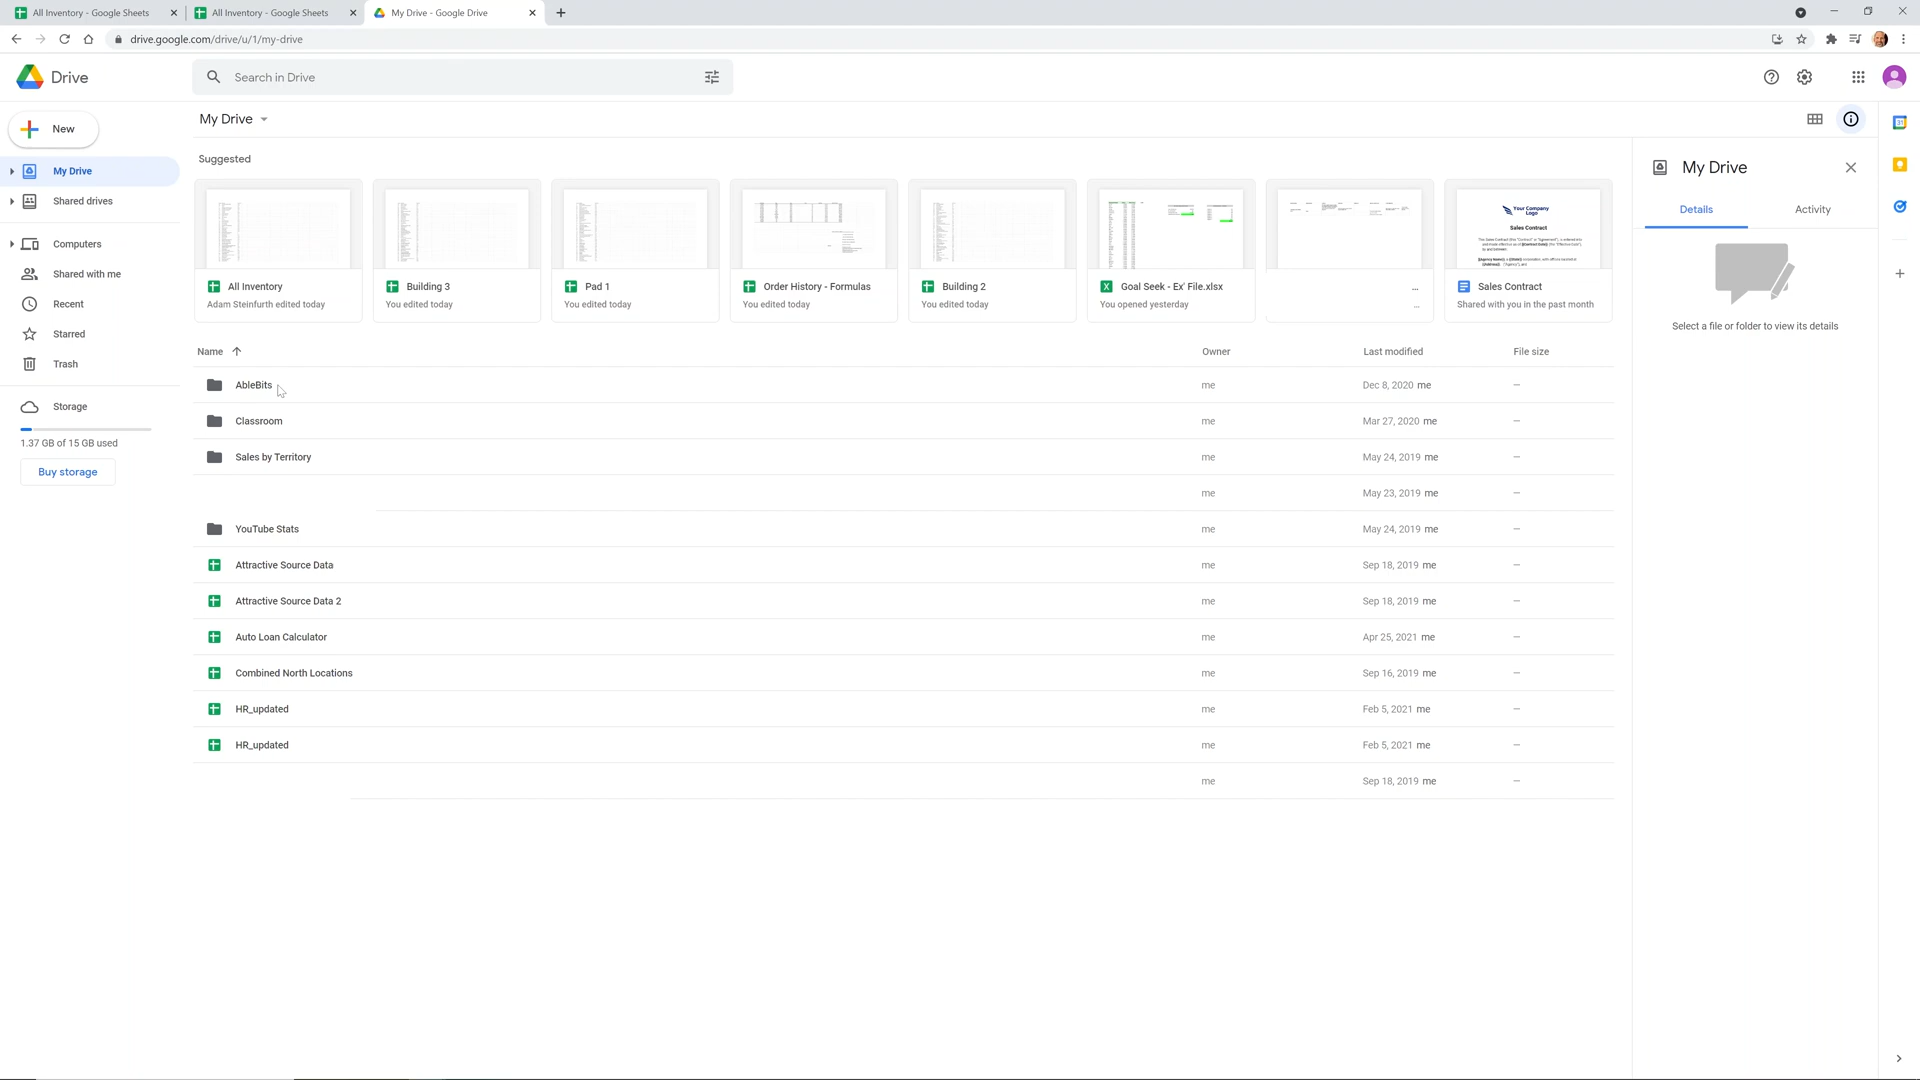 All Inventory - Google Sheets
All Inventory - Google Sheets
My Drive - Google Drive
drive.google.com/drive/u/1/my-drive
Drive
Search in Drive
New
My Drive
Shared drives
Computers
Shared with me
Recent
Starred
Trash
Storage
1.37 GB of 15 GB used
Buy storage
My Drive
Suggested
All Inventory
Adam Steinfurth edited today
Building 3
You edited today
Pad 1
You edited today
Order History - Formulas
You edited today
Building 2
You edited today
Goal Seek - Ex' File.xlsx
You opened yesterday
...
...
Your Company
Logo
Sales Contract
Sales Contract
Shared with you in the past month
Name Owner Last modified File size
AbleBits me Dec 8, 2020 me —
Classroom me Mar 27, 2020 me —
Sales by Territory me May 24, 2019 me —
me May 23, 2019 me —
YouTube Stats me May 24, 2019 me —
Attractive Source Data me Sep 18, 2019 me —
Attractive Source Data 2 me Sep 18, 2019 me —
Auto Loan Calculator me Apr 25, 2021 me —
Combined North Locations me Sep 16, 2019 me —
HR_updated me Feb 5, 2021 me —
HR_updated me Feb 5, 2021 me —
me Sep 18, 2019 me —
My Drive
Details Activity
Select a file or folder to view its details
31